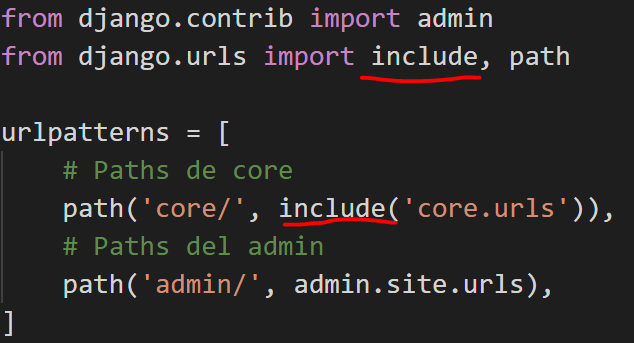 from django.contrib import admin
from django.urls import include, path
urlpatterns = [
# Paths de core
path('core/', include('core.urls')),
# Paths del admin
path('admin/', admin.site.urls),
]